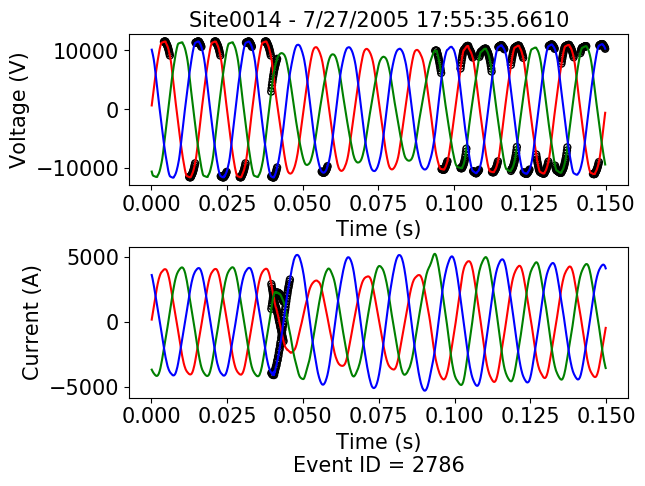 Site0014 - 7/27/2005 17:55:35.6610
Voltage (V)
10000
0
−10000
0.000 0.025 0.050 0.075 0.100 0.125 0.150
Time (s)
Current (A)
5000
0
−5000
0.000 0.025 0.050 0.075 0.100 0.125 0.150
Time (s)
Event ID = 2786